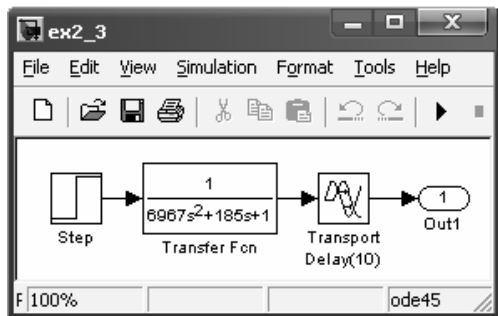 ex2_3
File Edit View Simulation Format Tools Help
1
6967s²+185s+1
1
Step
Transfer Fcn
Transport
Delay(10)
Out1
F 100%
ode45